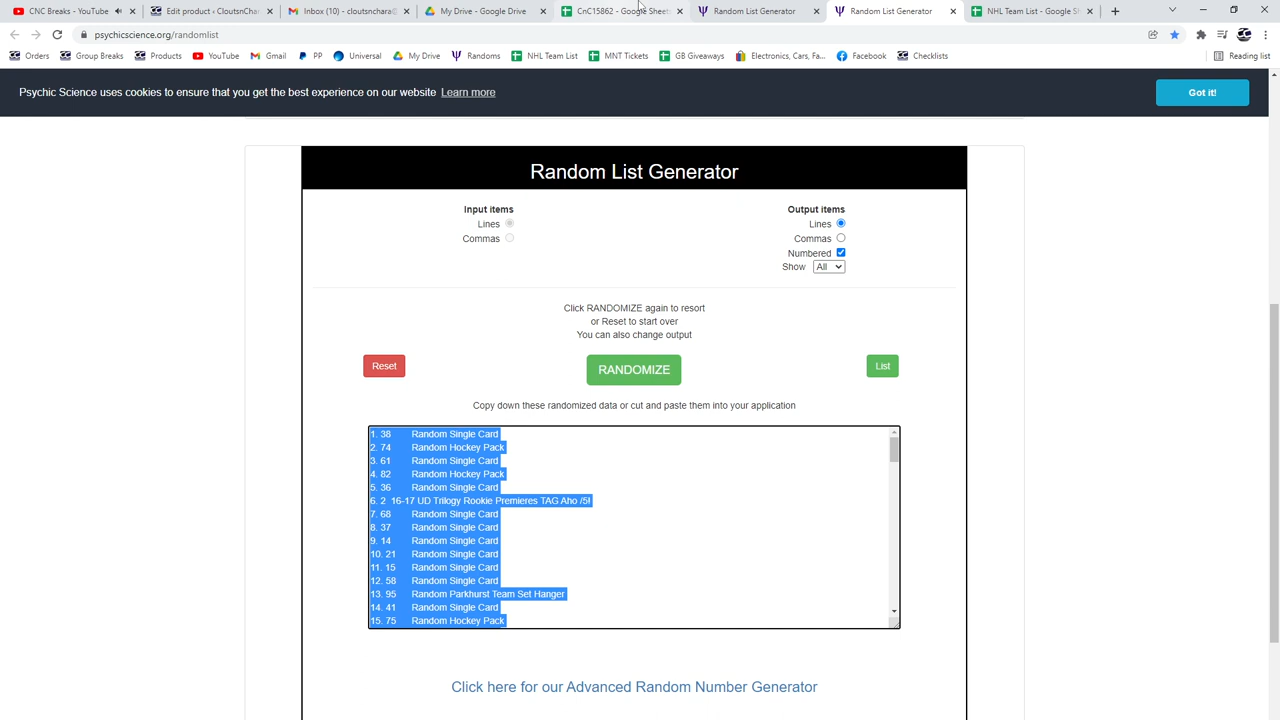 CNC Breaks - YouTube
Edit product - CloutsnChar
Inbox (10) - cloutsnchara@
My Drive - Google Drive
CnC15862 - Google Sheets
Random List Generator
Random List Generator
NHL Team List - Google Sh
psychicscience.org/randomlist
Orders
Group Breaks
Products
YouTube
Gmail
PP
Universal
My Drive
Randoms
NHL Team List
MNT Tickets
GB Giveaways
Electronics, Cars, Fa...
Facebook
Checklists
Reading list
Psychic Science uses cookies to ensure that you get the best experience on our website Learn more
Got it!
Random List Generator
Input items
Lines
Commas
Output items
Lines
Commas
Numbered
Show All
Click RANDOMIZE again to resort
or Reset to start over
You can also change output
Reset
RANDOMIZE
List
Copy down these randomized data or cut and paste them into your application
1. 38 Random Single Card
2. 74 Random Hockey Pack
3. 61 Random Single Card
4. 82 Random Hockey Pack
5. 36 Random Single Card
6. 2 16-17 UD Trilogy Rookie Premieres TAG Aho /5!
7. 68 Random Single Card
8. 37 Random Single Card
9. 14 Random Single Card
10. 21 Random Single Card
11. 15 Random Single Card
12. 58 Random Single Card
13. 95 Random Parkhurst Team Set Hanger
14. 41 Random Single Card
15. 75 Random Hockey Pack
Click here for our Advanced Random Number Generator